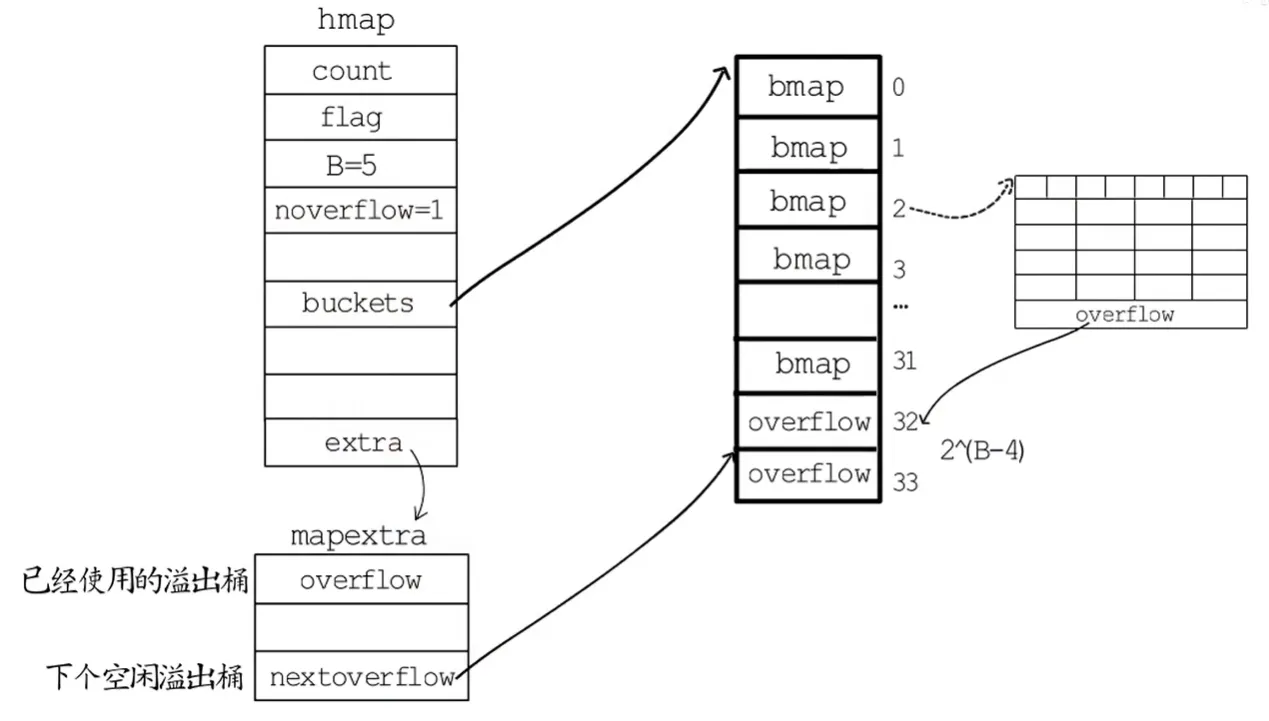 hmap
count
flag
B=5
noverflow=1
buckets
extra
mapextra
已经使用的溢出桶
overflow
下个空闲溢出桶
nextoverflow
bmap 0
bmap 1
bmap 2
bmap 3
…
bmap 31
overflow 32
overflow 33
2^(B-4)
overflow